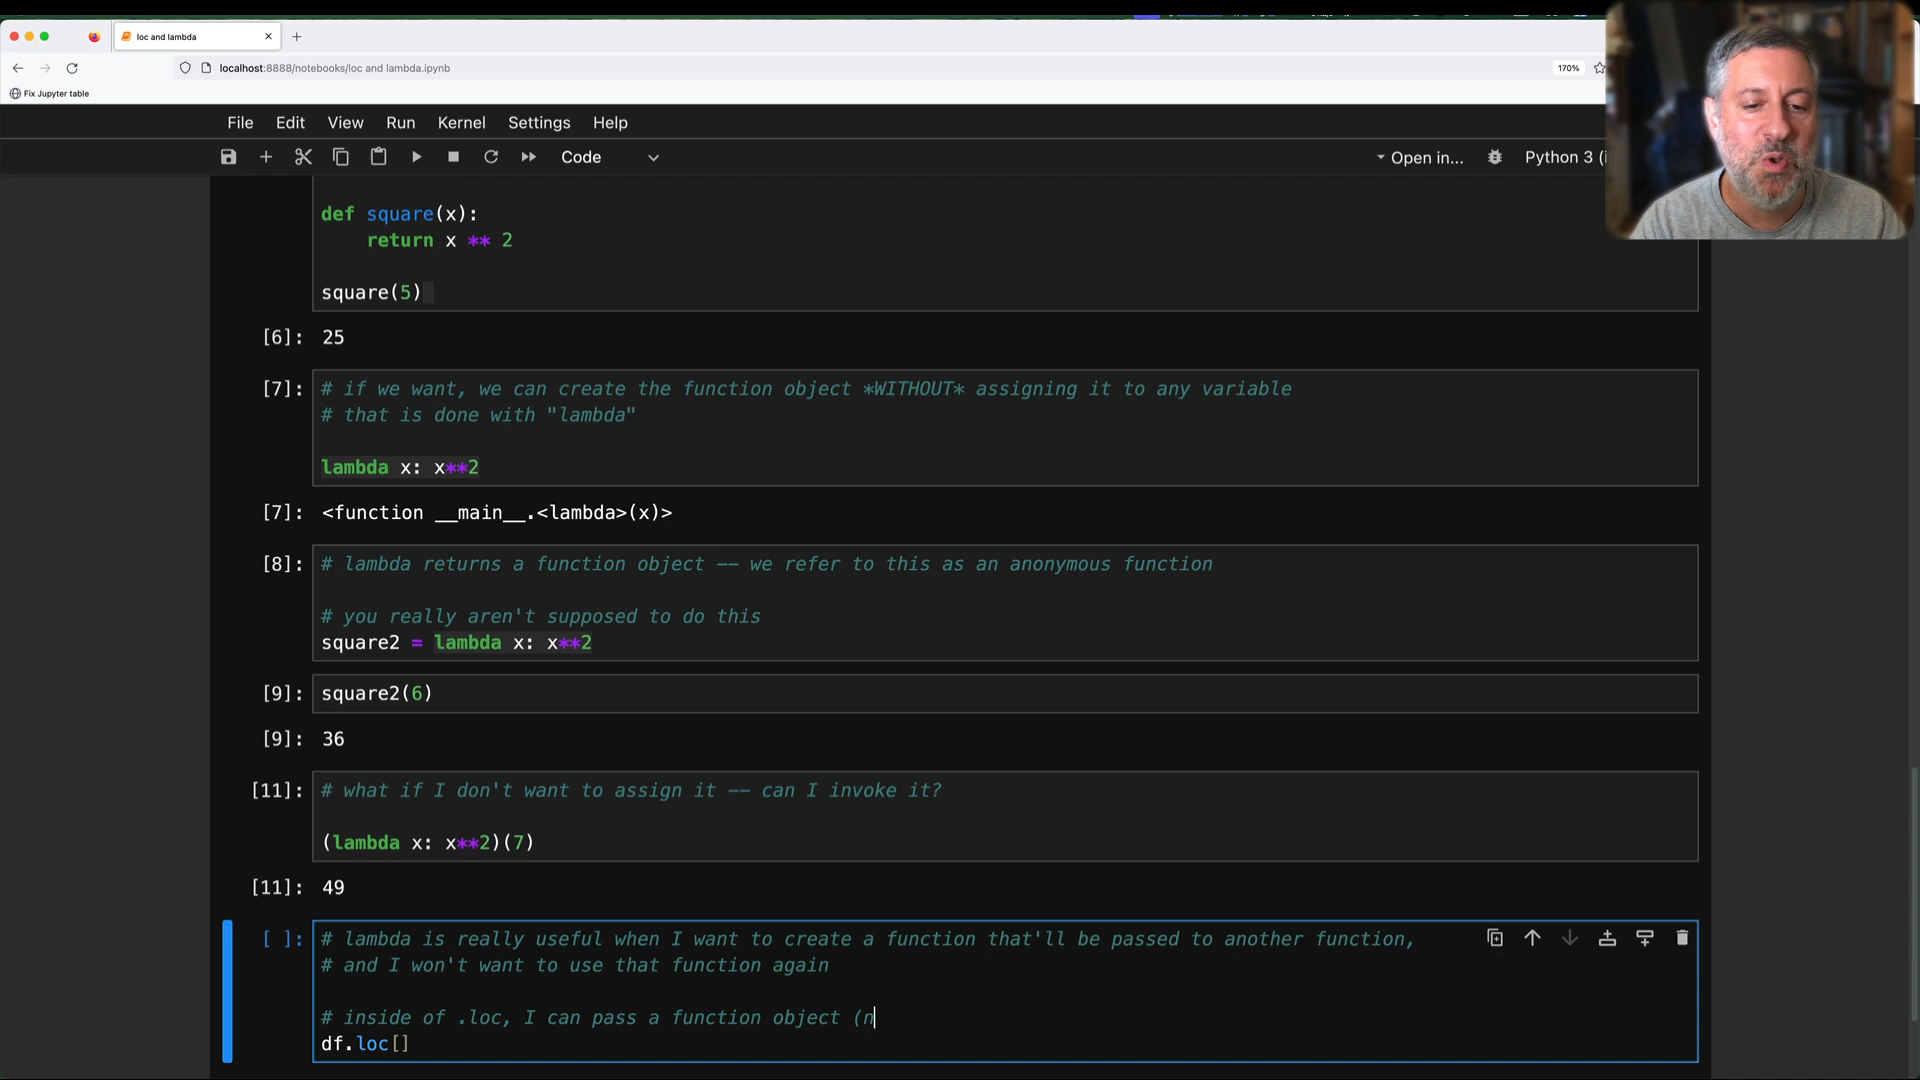 loc and lambda
localhost:8888/notebooks/loc and lambda.ipynb
170%
Fix Jupyter table
File Edit View Run Kernel Settings Help
Code
Open in...
Python 3 (i
def square(x):
    return x ** 2
square(5)
[6]: 25
[7]: # if we want, we can create the function object *WITHOUT* assigning it to any variable
# that is done with "lambda"
lambda x: x**2
[7]: <function __main__.<lambda>(x)>
[8]: # lambda returns a function object -- we refer to this as an anonymous function
# you really aren't supposed to do this
square2 = lambda x: x**2
[9]: square2(6)
[9]: 36
[11]: # what if I don't want to assign it -- can I invoke it?
(lambda x: x**2)(7)
[11]: 49
[ ]: # lambda is really useful when I want to create a function that'll be passed to another function,
# and I won't want to use that function again
# inside of .loc, I can pass a function object (n
df.loc[]